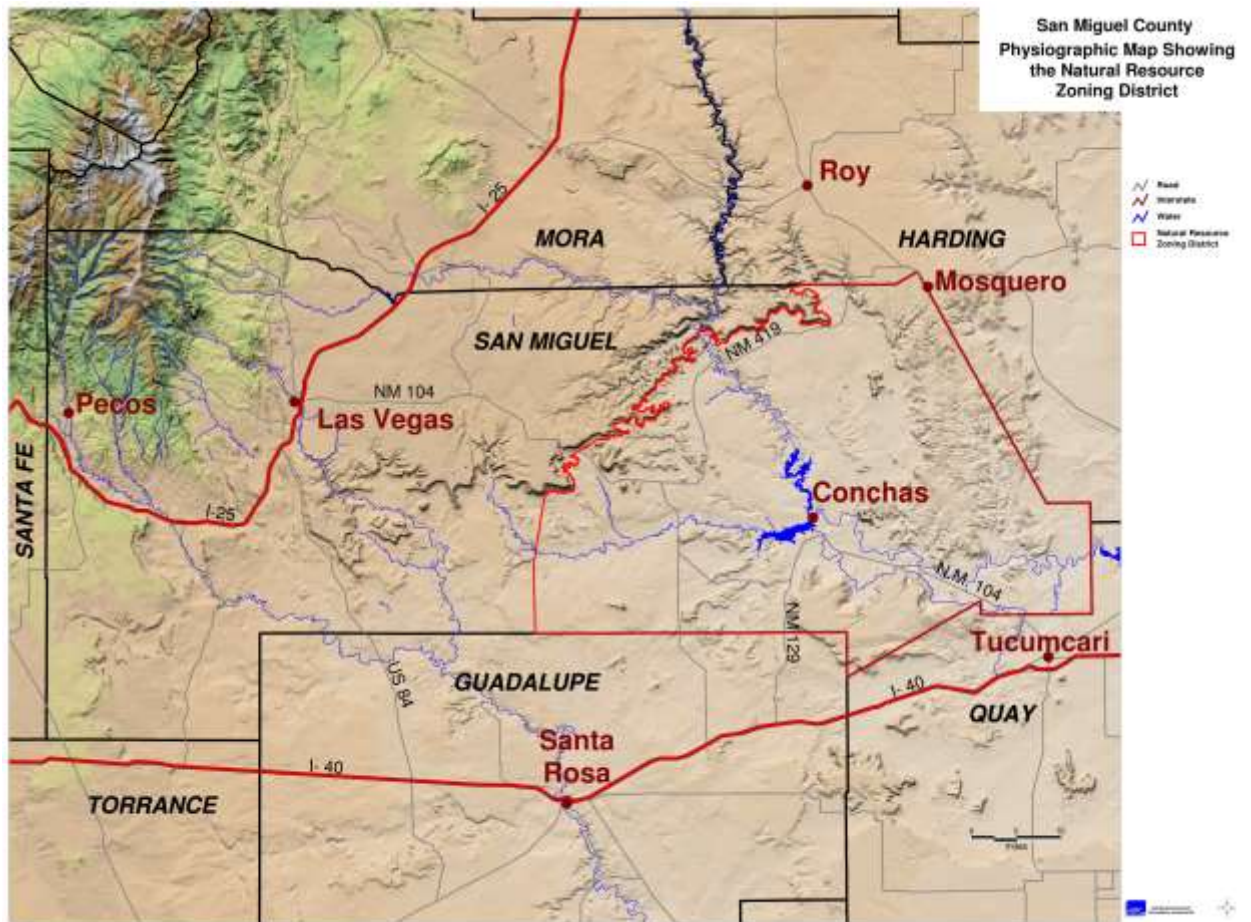 San Miguel County
Physiographic Map Showing
the Natural Resource
Zoning District
Road
Interstate
Water
Natural Resource
Zoning District
I-25
Roy
MORA
HARDING
Mosquero
SAN MIGUEL
NM 419
NM 104
Pecos
Las Vegas
SANTA FE
I-25
Conchas
N.M. 104
NM 129
Tucumcari
GUADALUPE
US 84
I- 40
QUAY
Santa
Rosa
I- 40
TORRANCE